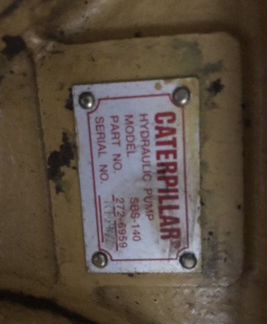 CATERPILLAR
HYDRAULIC PUMP
MODEL SBS-140
PART NO. 272-6959
SERIAL NO.